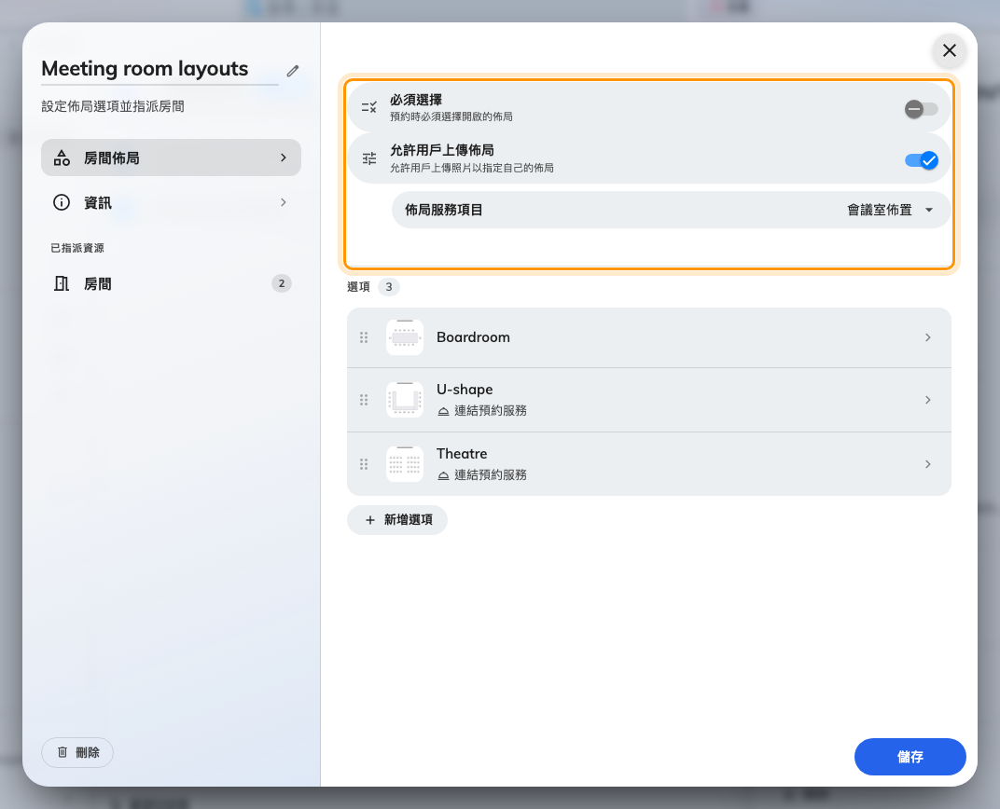 Meeting room layouts
設定佈局選項並指派房間
房間佈局
資訊
已指派資源
房間
2
刪除
必須選擇
預約時必須選擇開啟的佈局
允許用戶上傳佈局
允許用戶上傳照片以指定自己的佈局
佈局服務項目
會議室佈置
選項 3
Boardroom
U-shape
連結預約服務
Theatre
連結預約服務
新增選項
儲存